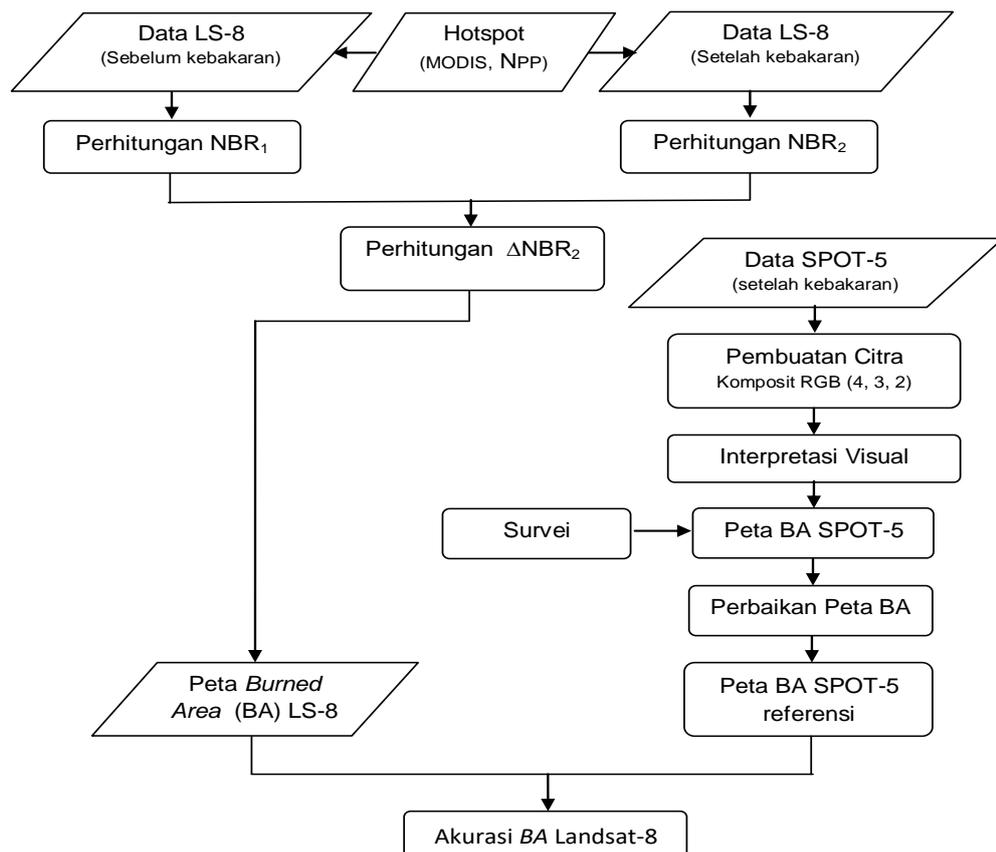 Data LS-8
(Sebelum kebakaran)
Hotspot
(MODIS, NPP)
Data LS-8
(Setelah kebakaran)
Perhitungan NBR₁
Perhitungan NBR₂
Perhitungan ΔNBR₂
Data SPOT-5
(setelah kebakaran)
Pembuatan Citra
Komposit RGB (4, 3, 2)
Interpretasi Visual
Survei
Peta BA SPOT-5
Perbaikan Peta BA
Peta Burned
Area (BA) LS-8
Peta BA SPOT-5
referensi
Akurasi BA Landsat-8